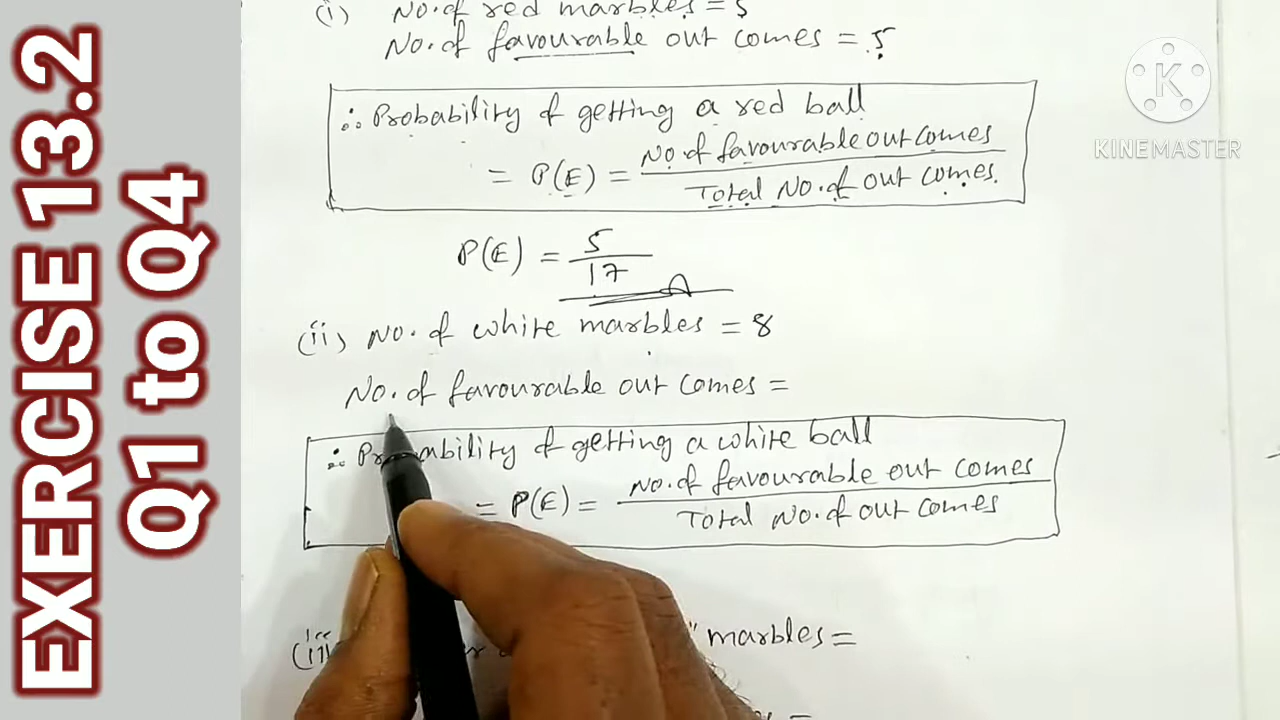 EXERCISE 13.2
Q1 to Q4
(i) No. of red marbles = 5
No. of favourable out comes = 5
∴ Probability of getting a red ball
= P(E) = No of favourable out comes
Total No. of out comes.
P(E) = 5
17
(ii) No. of white marbles = 8
No. of favourable out comes =
∴ Probability of getting a white ball
= P(E) = No. of favourable out comes
Total No. of out comes
(iii) marbles =
=
K
KINEMASTER